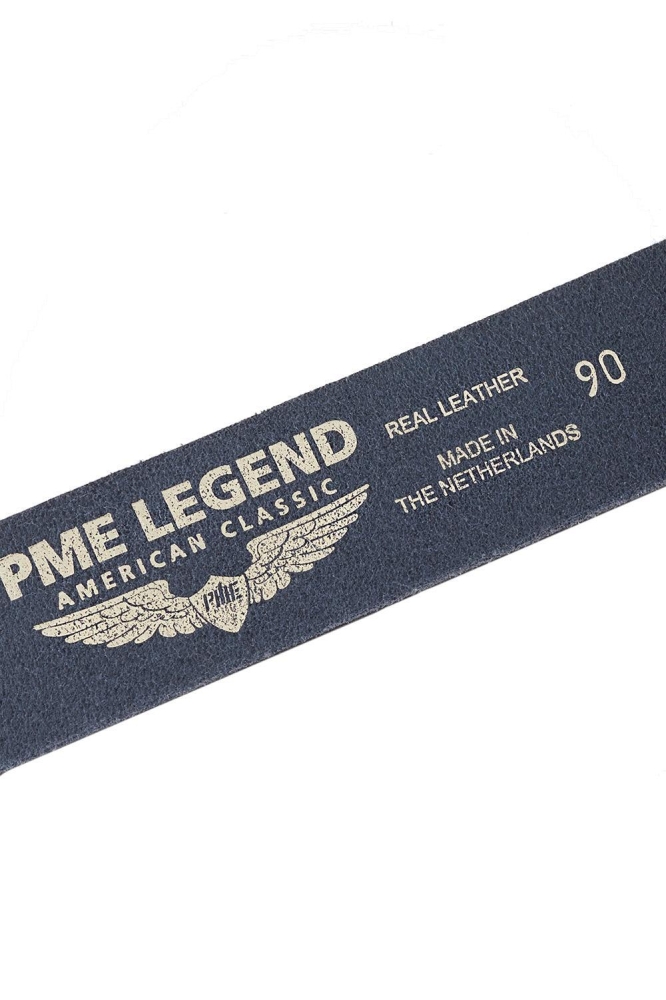 PME LEGEND
AMERICAN CLASSIC
PME
REAL LEATHER
MADE IN
THE NETHERLANDS
90